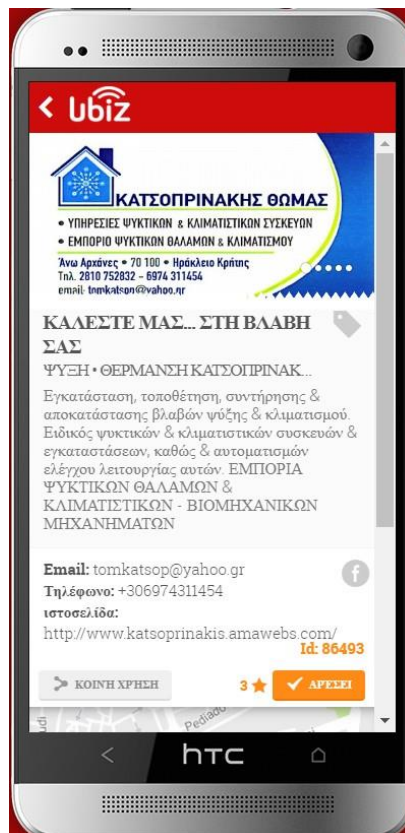 ubiz
ΚΑΤΣΟΠΡΙΝΑΚΗΣ ΘΩΜΑΣ
• ΥΠΗΡΕΣΙΕΣ ΨΥΚΤΙΚΩΝ & ΚΛΙΜΑΤΙΣΤΙΚΩΝ ΣΥΣΚΕΥΩΝ
• ΕΜΠΟΡΙΟ ΨΥΚΤΙΚΩΝ ΘΑΛΑΜΩΝ & ΚΛΙΜΑΤΙΣΜΟΥ
Άνω Αρχάνες • 70 100 • Ηράκλειο Κρήτης
Τηλ. 2810 752832 - 6974 311454
email:
ΚΑΛΕΣΤΕ ΜΑΣ... ΣΤΗ ΒΛΑΒΗ
ΣΑΣ
ΨΥΞΗ • ΘΕΡΜΑΝΣΗ ΚΑΤΣΟΠΡΙΝΑΚ...
Εγκατάσταση, τοποθέτηση, συντήρησης &
αποκατάστασης βλαβών ψύξης & κλιματισμού.
Ειδικός ψυκτικών & κλιματιστικών συσκευών &
εγκαταστάσεων, καθώς & αυτοματισμών
ελέγχου λειτουργίας αυτών. ΕΜΠΟΡΙΑ
ΨΥΚΤΙΚΩΝ ΘΑΛΑΜΩΝ &
ΚΛΙΜΑΤΙΣΤΙΚΩΝ - ΒΙΟΜΗΧΑΝΙΚΩΝ
ΜΗΧΑΝΗΜΑΤΩΝ
Email: tomkatsop@yahoo.gr
Τηλέφωνο: +306974311454
ιστοσελίδα:
http://www.katsoprinakis.amawebs.com/
Id: 86493
ΚΟΙΝΗ ΧΡΗΣΗ
3
ΑΡΕΣΕΙ
hTC